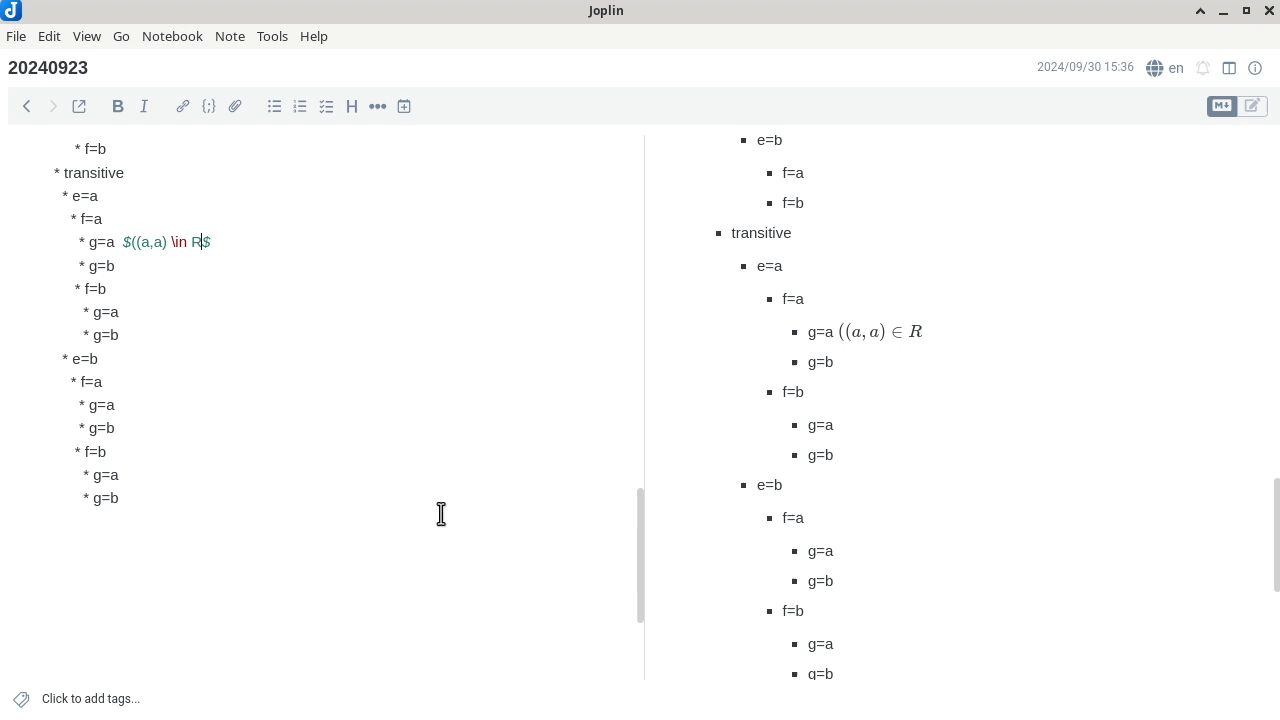 Joplin
File Edit View Go Notebook Note Tools Help
20240923
2024/09/30 15:36 en
* f=b
* transitive
* e=a
* f=a
* g=a $((a,a) \in R$
* g=b
* f=b
* g=a
* g=b
* e=b
* f=a
* g=a
* g=b
* f=b
* g=a
* g=b
e=b
f=a
f=b
transitive
e=a
f=a
g=a ((a, a) ∈ R
g=b
f=b
g=a
g=b
e=b
f=a
g=a
g=b
f=b
g=a
g=b
Click to add tags...